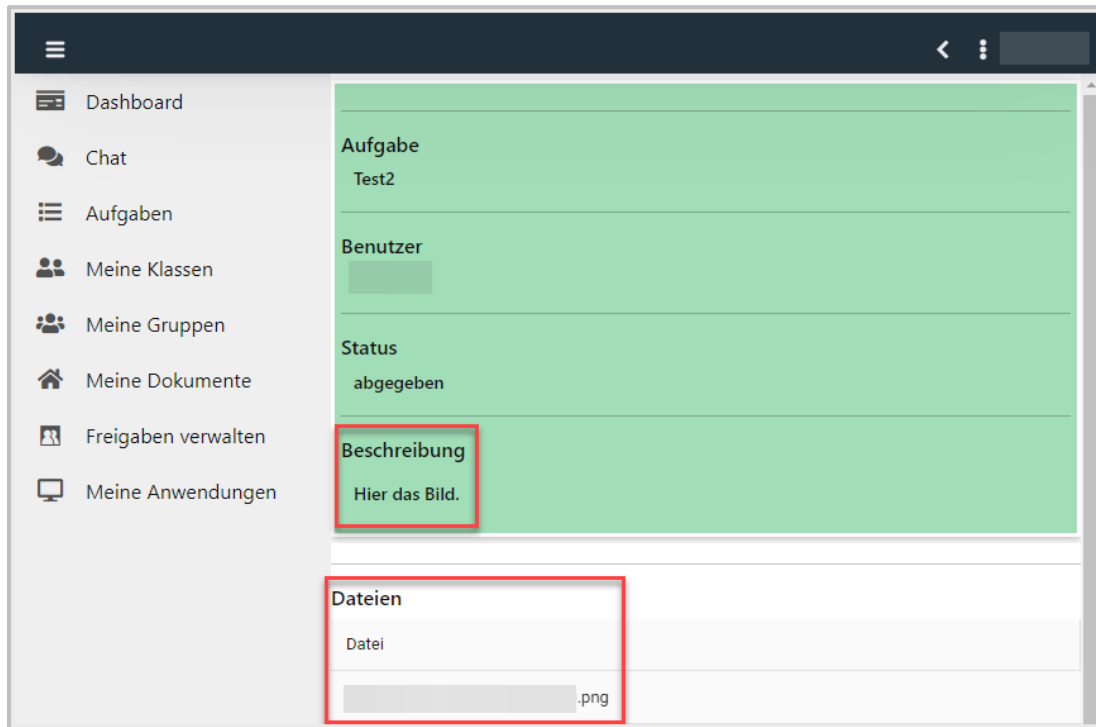 Dashboard
Chat
Aufgaben
Meine Klassen
Meine Gruppen
Meine Dokumente
Freigaben verwalten
Meine Anwendungen
Aufgabe
Test2
Benutzer
Status
abgegeben
Beschreibung
Hier das Bild.
Dateien
Datei
.png